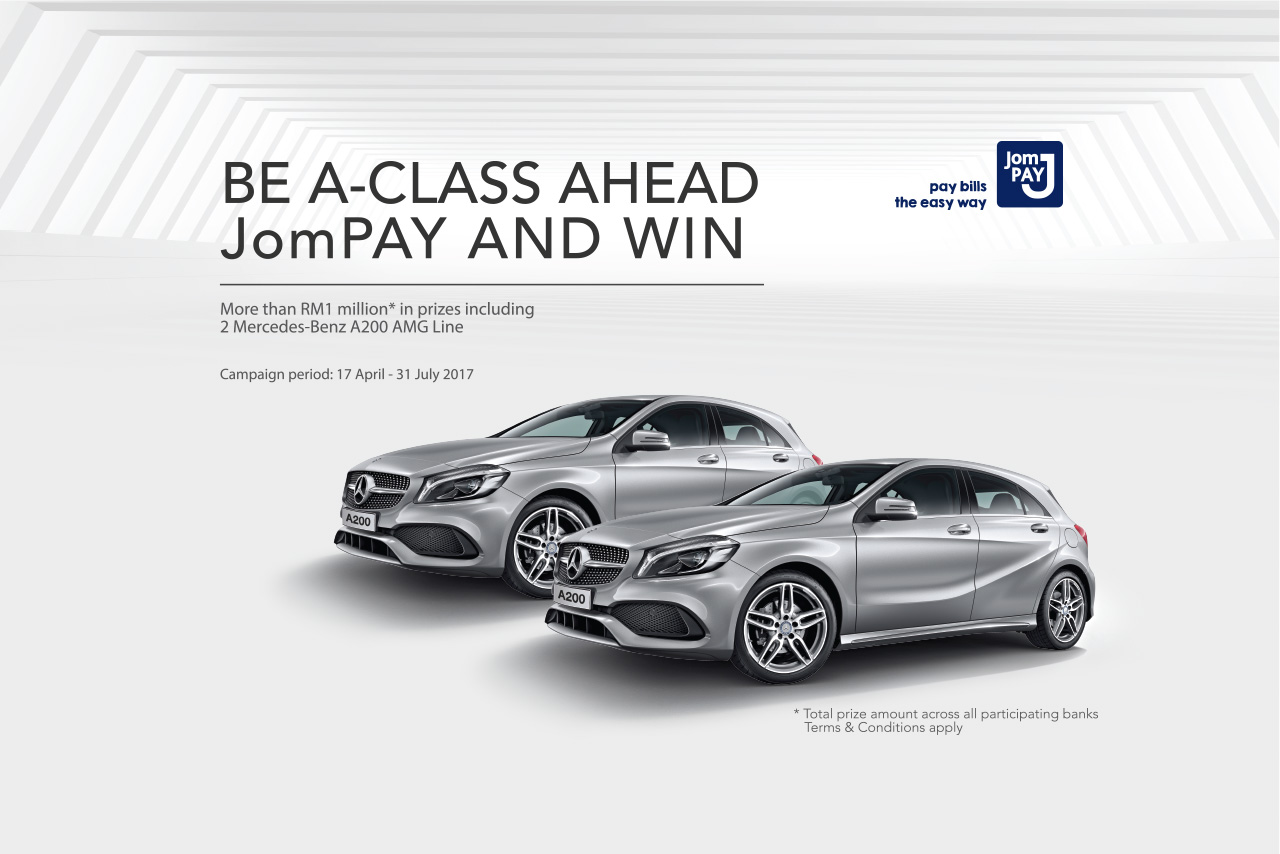 BE A-CLASS AHEAD
JomPAY AND WIN
pay bills
the easy way
Jom
PAY
J
More than RM1 million* in prizes including
2 Mercedes-Benz A200 AMG Line
Campaign period: 17 April - 31 July 2017
A200
A200
* Total prize amount across all participating banks
Terms & Conditions apply